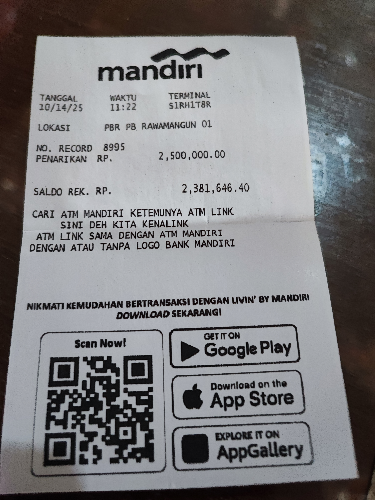 mandiri
TANGGAL WAKTU TERMINAL
10/14/25 11:22 S1RH1T8R
LOKASI PBR PB RAWAMANGUN 01
NO. RECORD 8995
PENARIKAN RP. 2,500,000.00
SALDO REK. RP. 2,381,646.40
CARI ATM MANDIRI KETEMUNYA ATM LINK
SINI DEH KITA KENALINK
ATM LINK SAMA DENGAN ATM MANDIRI
DENGAN ATAU TANPA LOGO BANK MANDIRI
NIKMATI KEMUDAHAN BERTRANSAKSI DENGAN LIVIN' BY MANDIRI
DOWNLOAD SEKARANG!
Scan Now!
GET IT ON
Google Play
Download on the
App Store
EXPLORE IT ON
AppGallery